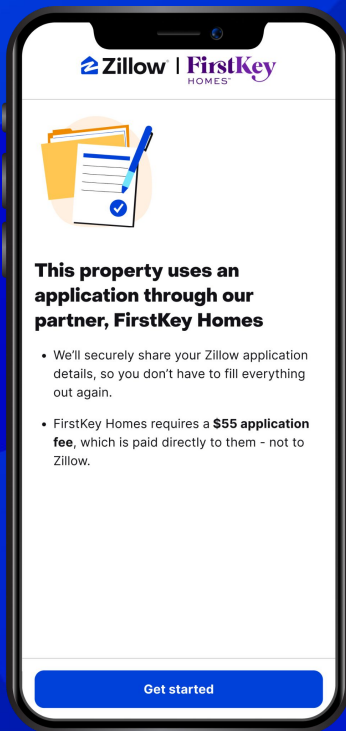 Zillow | FirstKey
HOMES™
This property uses an
application through our
partner, FirstKey Homes
• We'll securely share your Zillow application
details, so you don't have to fill everything
out again.
• FirstKey Homes requires a $55 application
fee, which is paid directly to them - not to
Zillow.
Get started